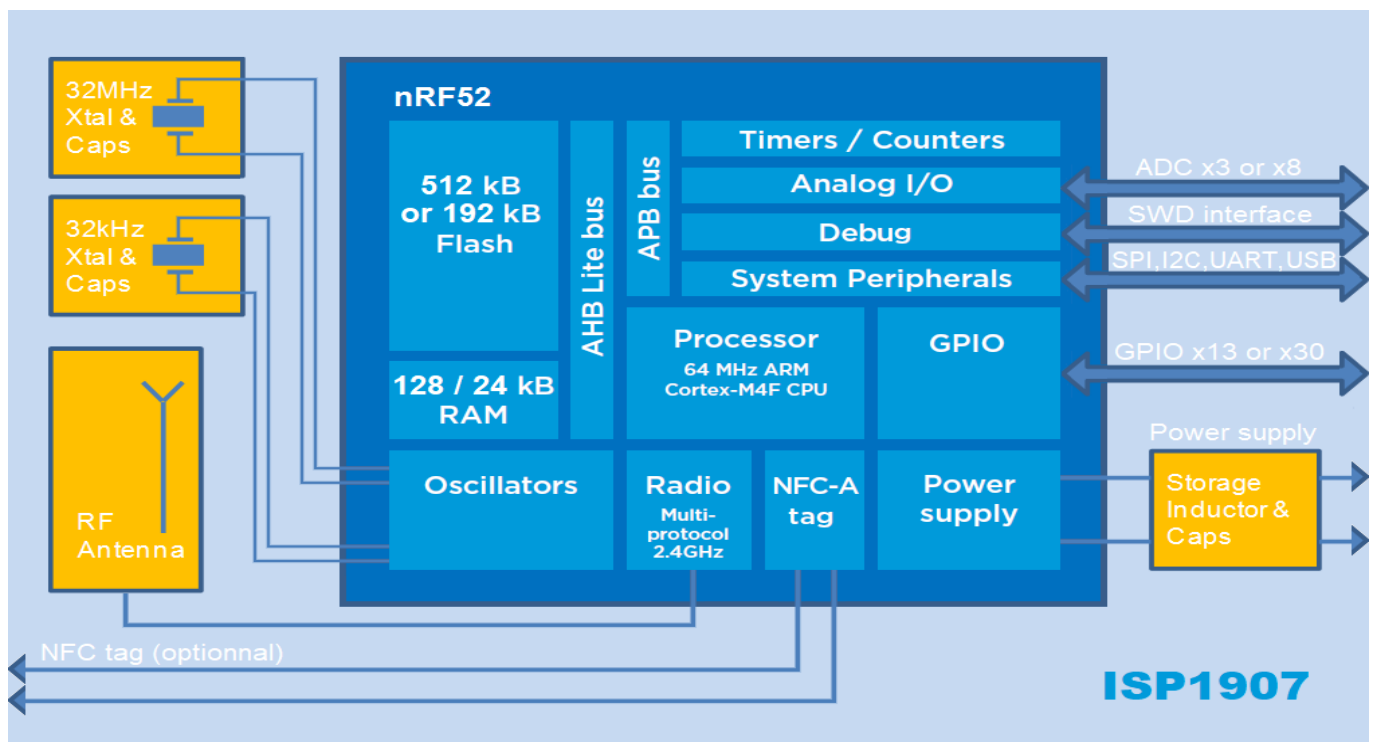 32MHz
Xtal &
Caps
32kHz
Xtal &
Caps
RF
Antenna
nRF52
512 kB
or 192 kB
Flash
128 / 24 kB
RAM
AHB Lite bus
APB bus
Timers / Counters
Analog I/O
Debug
System Peripherals
Processor
64 MHz ARM
Cortex-M4F CPU
GPIO
Oscillators
Radio
Multi-
protocol
2.4GHz
NFC-A
tag
Power
supply
ADC x3 or x8
SWD interface
SPI,I2C,UART,USB
GPIO x13 or x30
Power supply
Storage
Inductor &
Caps
NFC tag (optionnal)
ISP1907